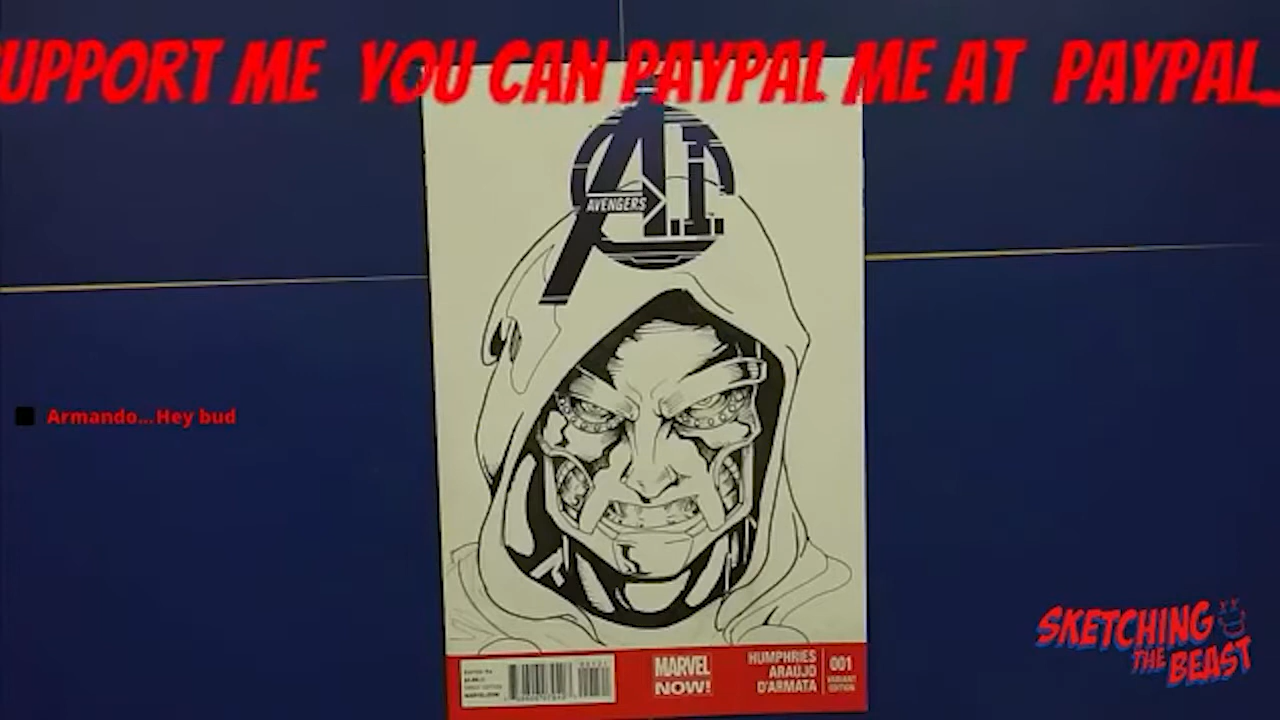 UPPORT ME YOU CAN PAYPAL ME AT PAYPAL.
A.I.
AVENGERS
Armando...Hey bud
SKETCHING
THE BEAST
MARVEL
NOW!
HUMPHRIES
ARAUJO
D'ARMATA
001
VARIANT
EDITION